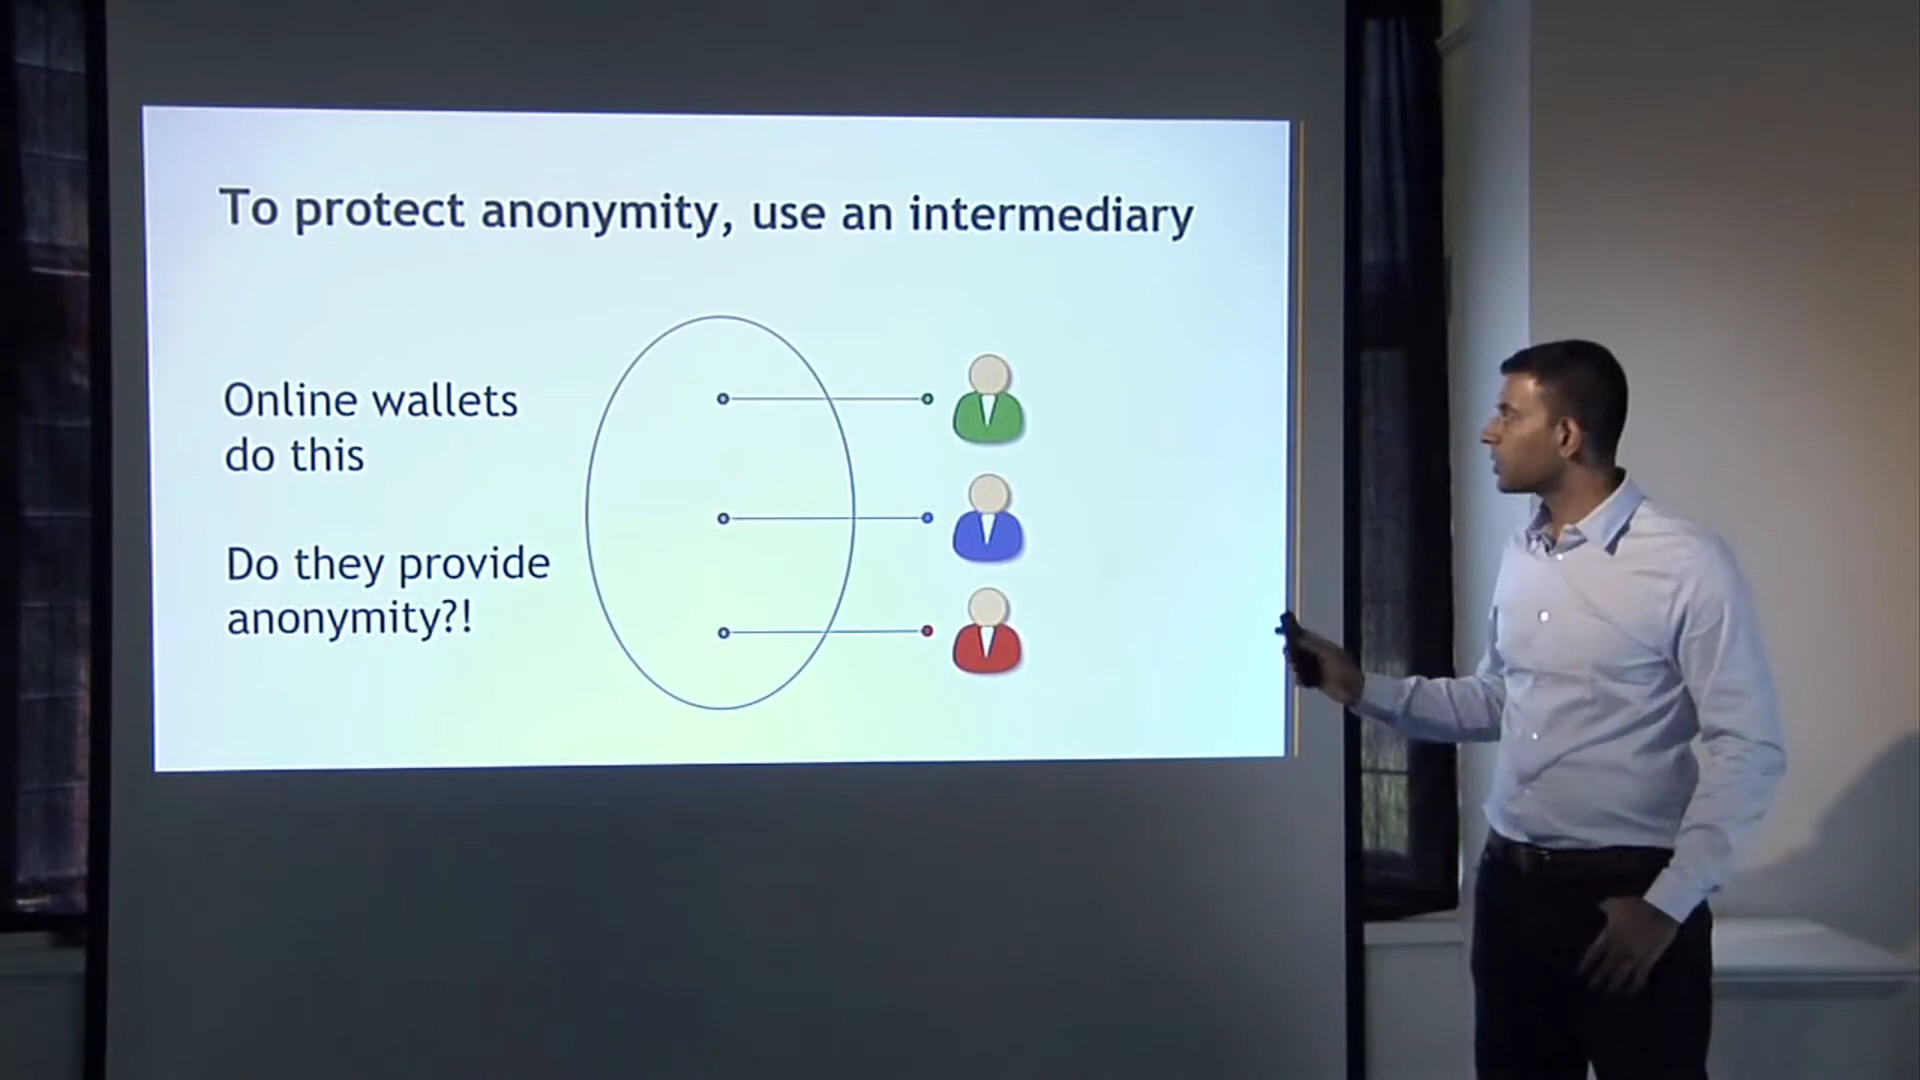 To protect anonymity, use an intermediary
Online wallets
do this
Do they provide
anonymity?!